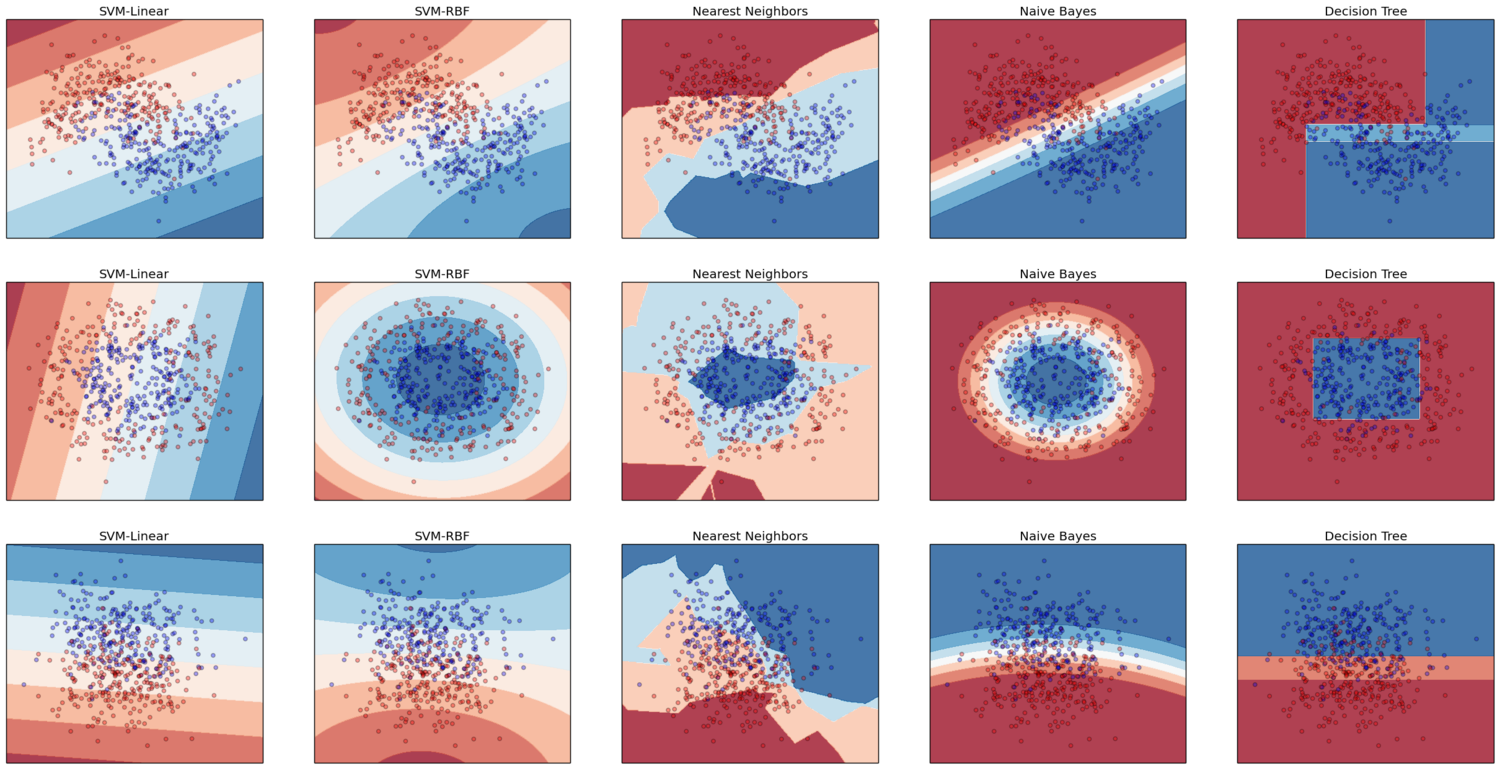 SVM-Linear
SVM-RBF
Nearest Neighbors
Naive Bayes
Decision Tree
SVM-Linear
SVM-RBF
Nearest Neighbors
Naive Bayes
Decision Tree
SVM-Linear
SVM-RBF
Nearest Neighbors
Naive Bayes
Decision Tree